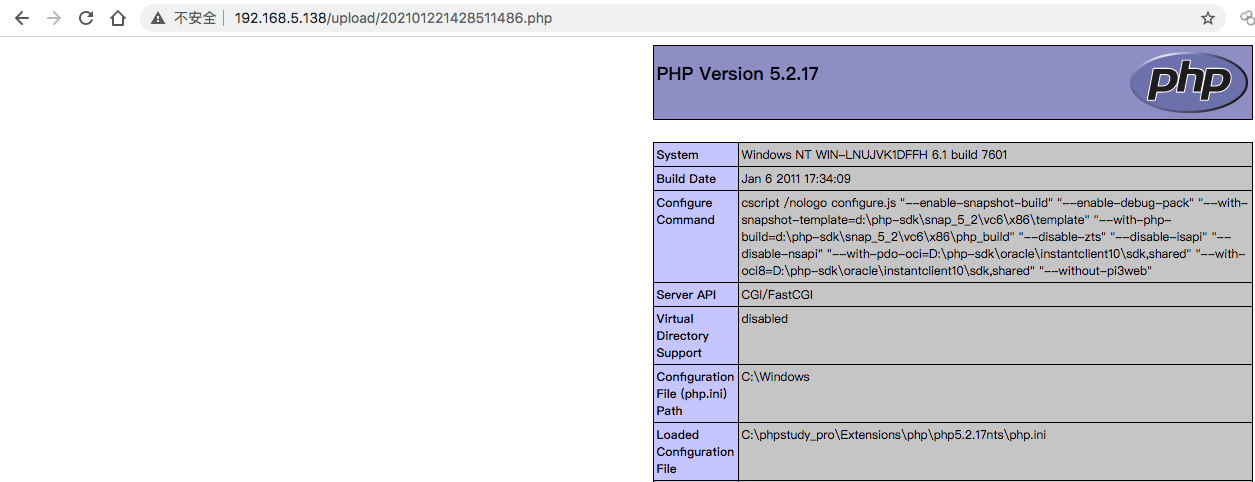 不安全 192.168.5.138/upload/202101221428511486.php
PHP Version 5.2.17
php
System Windows NT WIN-LNUJVK1DFFH 6.1 build 7601
Build Date Jan 6 2011 17:34:09
Configure cscript /nologo configure.js "--enable-snapshot-build" "--enable-debug-pack" "--with-
Command snapshot-template=d:\php-sdk\snap_5_2\vc6\x86\template" "--with-php-
build=d:\php-sdk\snap_5_2\vc6\x86\php_build" "--disable-zts" "--disable-isapi" "--
disable-nsapi" "--with-pdo-oci=D:\php-sdk\oracle\instantclient10\sdk,shared" "--with-
oci8=D:\php-sdk\oracle\instantclient10\sdk,shared" "--without-pi3web"
Server API CGI/FastCGI
Virtual disabled
Directory
Support
Configuration C:\Windows
File (php.ini)
Path
Loaded C:\phpstudy_pro\Extensions\php\php5.2.17nts\php.ini
Configuration
File